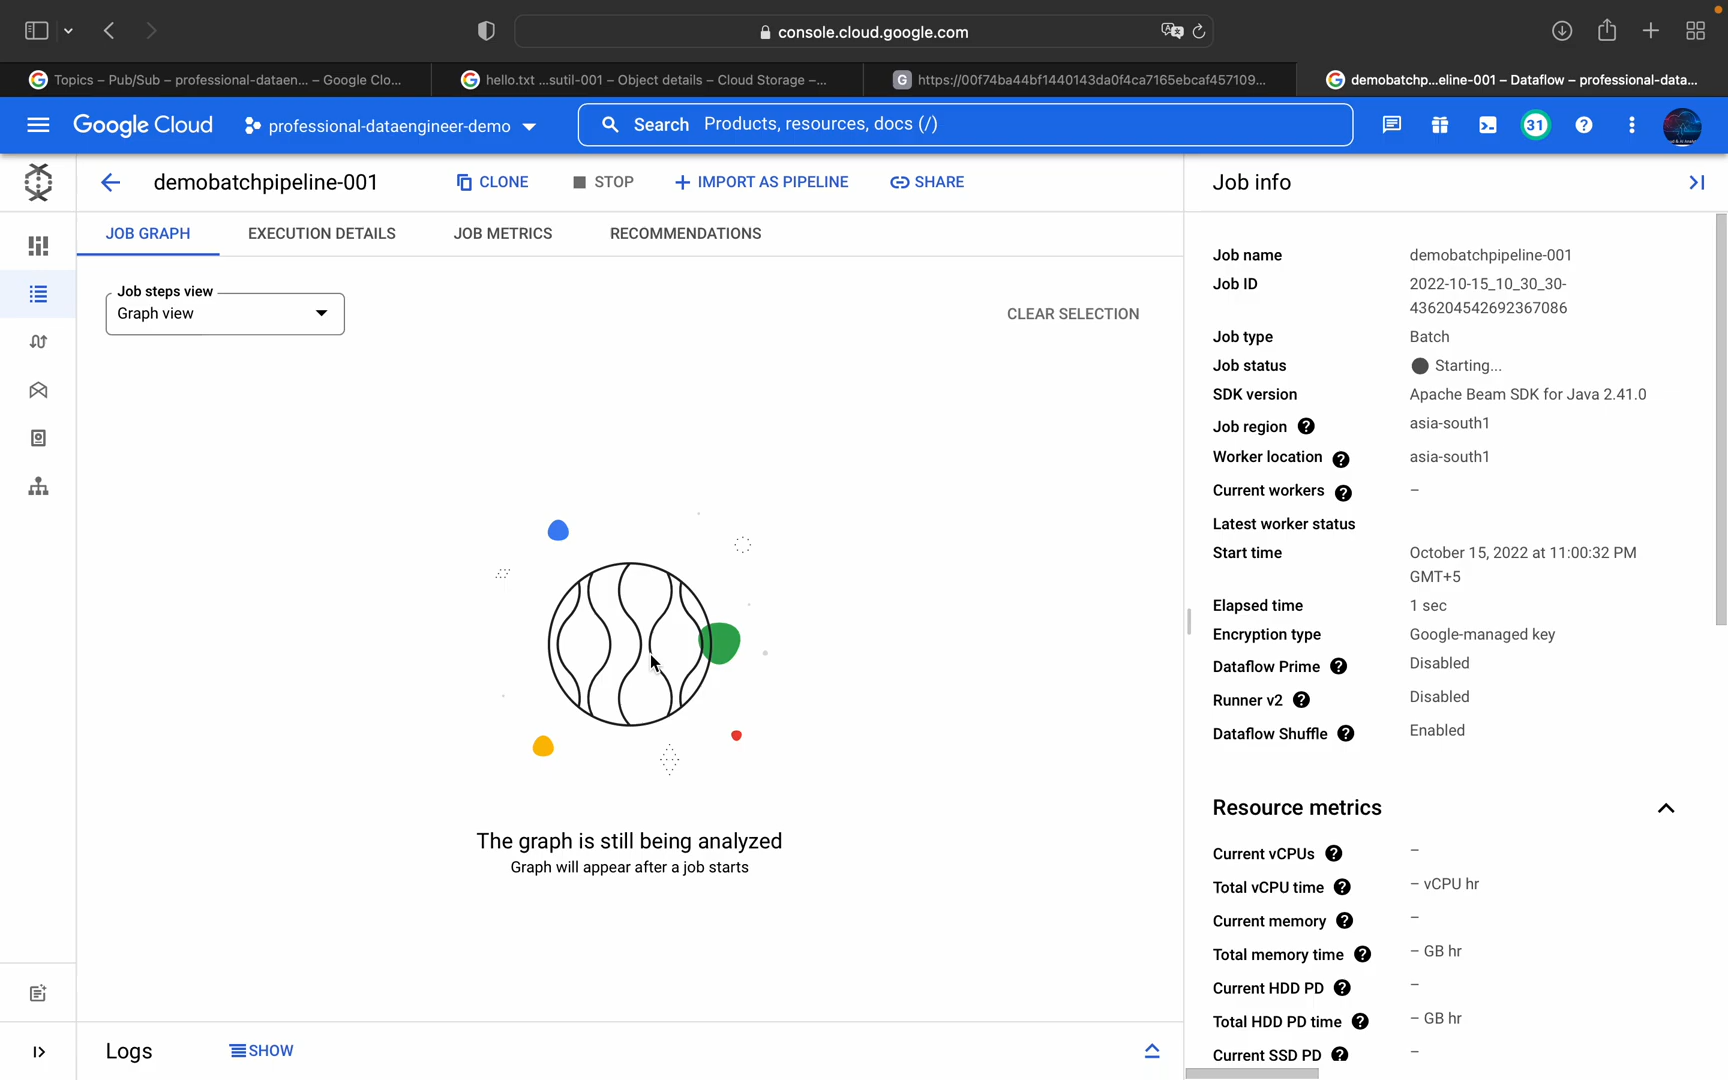 console.cloud.google.com
Topics – Pub/Sub – professional-dataen... – Google Clo...
hello.txt ...sutil-001 – Object details – Cloud Storage –...
G
https://00f74ba44bf1440143da0f4ca7165ebcaf457109...
demobatchp...eline-001 – Dataflow – professional-data...
Google Cloud
professional-dataengineer-demo
Search Products, resources, docs (/)
31
demobatchpipeline-001
CLONE
STOP
IMPORT AS PIPELINE
SHARE
JOB GRAPH
EXECUTION DETAILS
JOB METRICS
RECOMMENDATIONS
Job steps view
Graph view
CLEAR SELECTION
The graph is still being analyzed
Graph will appear after a job starts
Logs
SHOW
Job info
Job name demobatchpipeline-001
Job ID 2022-10-15_10_30_30-
436204542692367086
Job type Batch
Job status Starting...
SDK version Apache Beam SDK for Java 2.41.0
Job region asia-south1
Worker location asia-south1
Current workers –
Latest worker status
Start time October 15, 2022 at 11:00:32 PM
GMT+5
Elapsed time 1 sec
Encryption type Google-managed key
Dataflow Prime Disabled
Runner v2 Disabled
Dataflow Shuffle Enabled
Resource metrics
Current vCPUs –
Total vCPU time – vCPU hr
Current memory –
Total memory time – GB hr
Current HDD PD –
Total HDD PD time – GB hr
Current SSD PD –